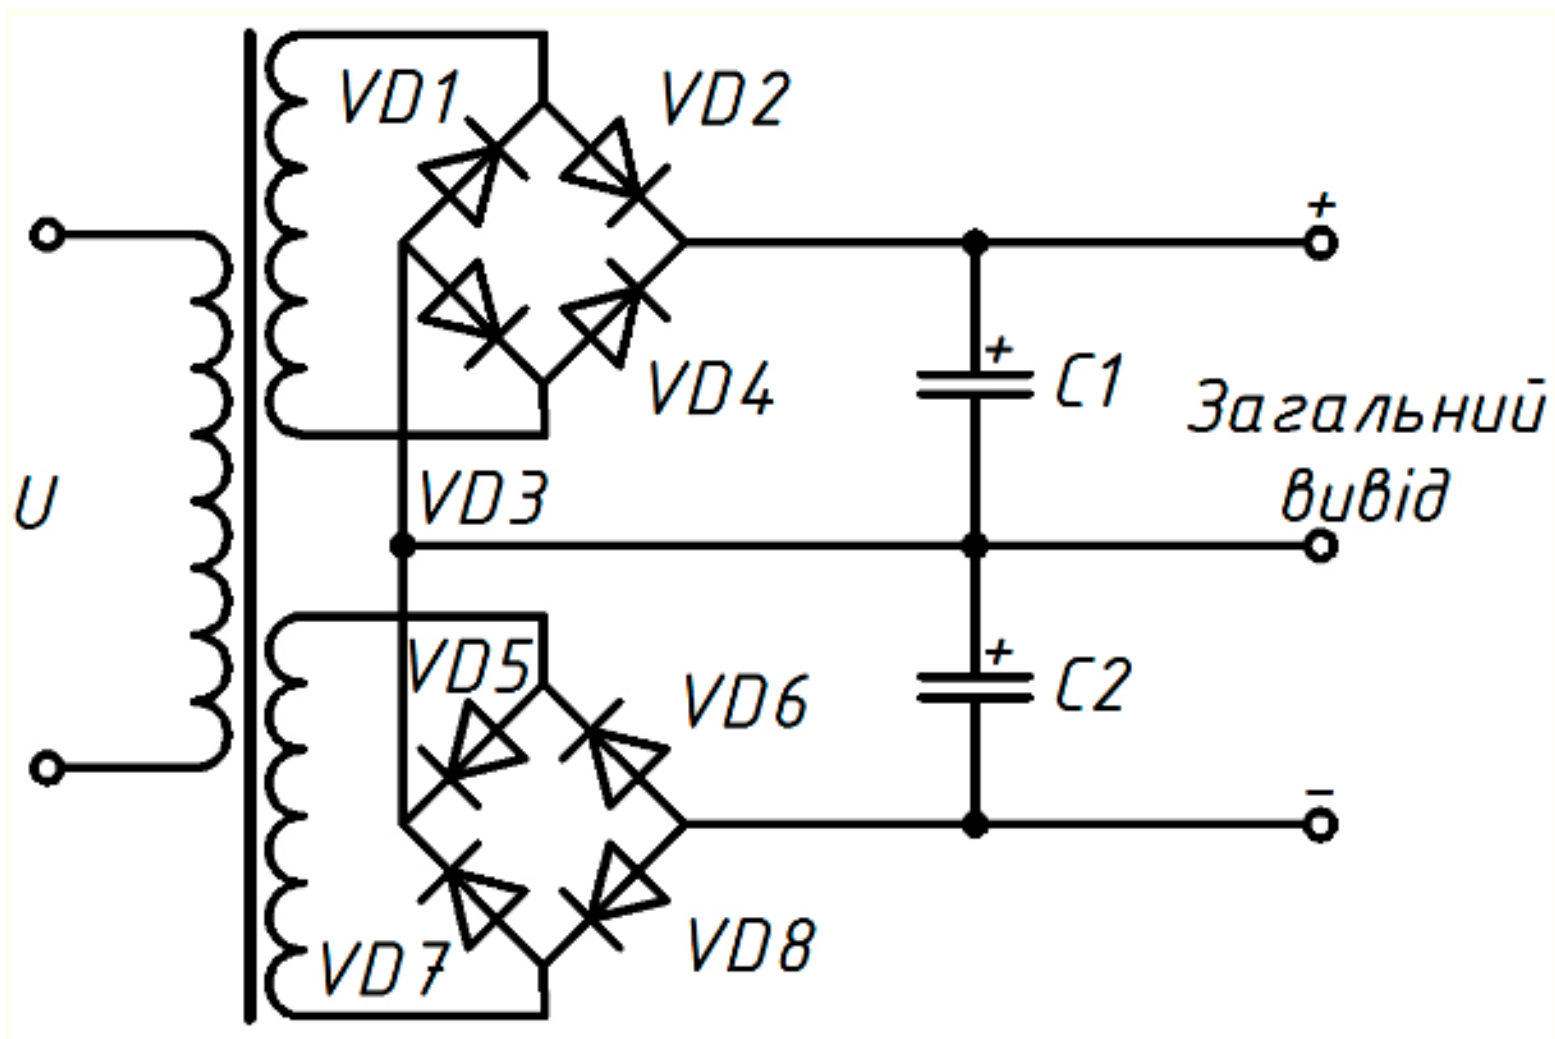 VD1
VD2
+
+
C1
VD4
Загальний
вивід
U
VD3
VD5
+
C2
VD6
−
VD7
VD8